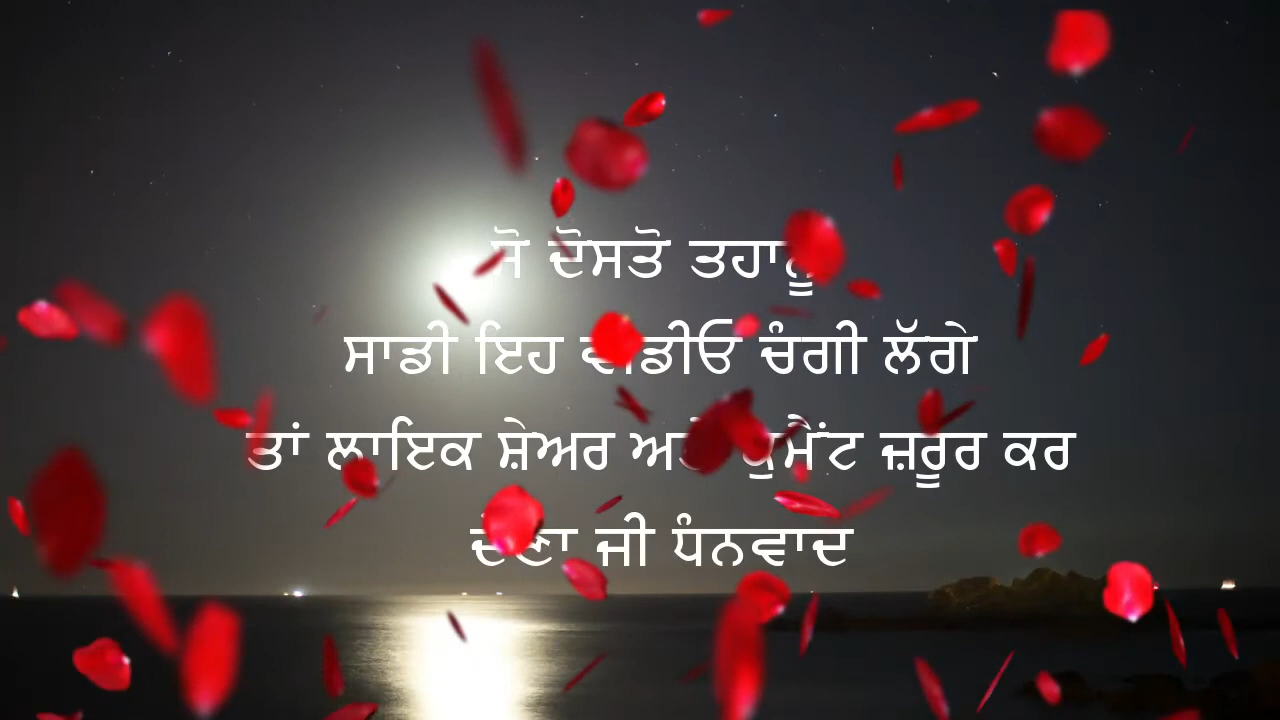 ਸੋ ਦੋਸਤੋ ਤਹਾਨੂ
ਸਾਡੀ ਇਹ ਵੀਡੀਓ ਚੰਗੀ ਲੱਗੇ
ਤਾਂ ਲਾਇਕ ਸ਼ੇਅਰ ਅਤੇ ਕੁਮੈਂਟ ਜ਼ਰੂਰ ਕਰ
ਦੇਣਾ ਜੀ ਧੰਨਵਾਦ